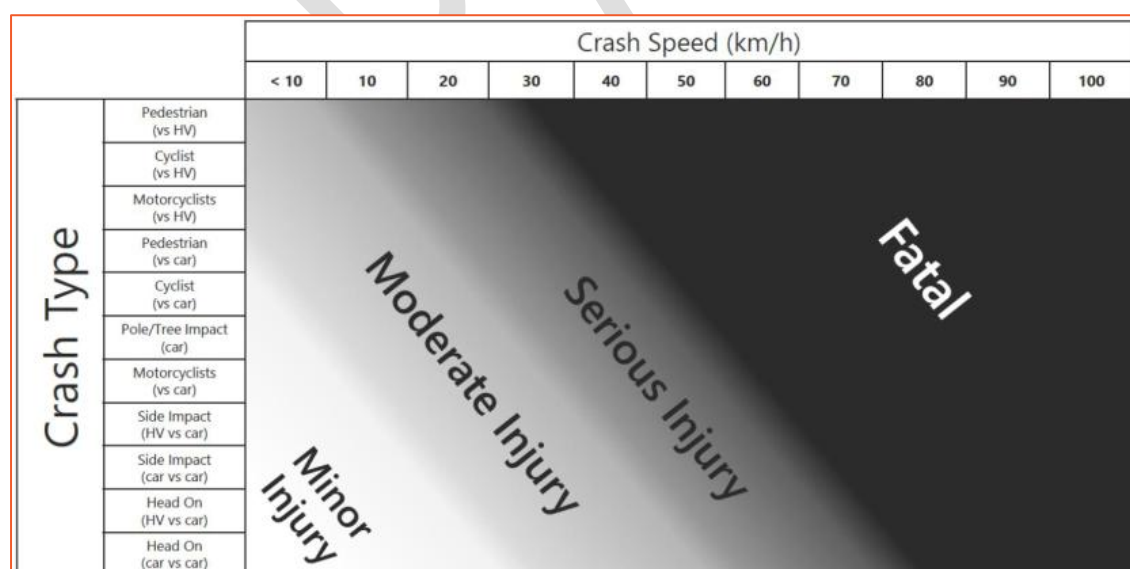 Crash Speed (km/h)
< 10 10 20 30 40 50 60 70 80 90 100
Crash Type
Pedestrian
(vs HV)
Cyclist
(vs HV)
Motorcyclists
(vs HV)
Pedestrian
(vs car)
Cyclist
(vs car)
Pole/Tree Impact
(car)
Motorcyclists
(vs car)
Side Impact
(HV vs car)
Side Impact
(car vs car)
Head On
(HV vs car)
Head On
(car vs car)
Minor
Injury
Moderate Injury
Serious Injury
Fatal